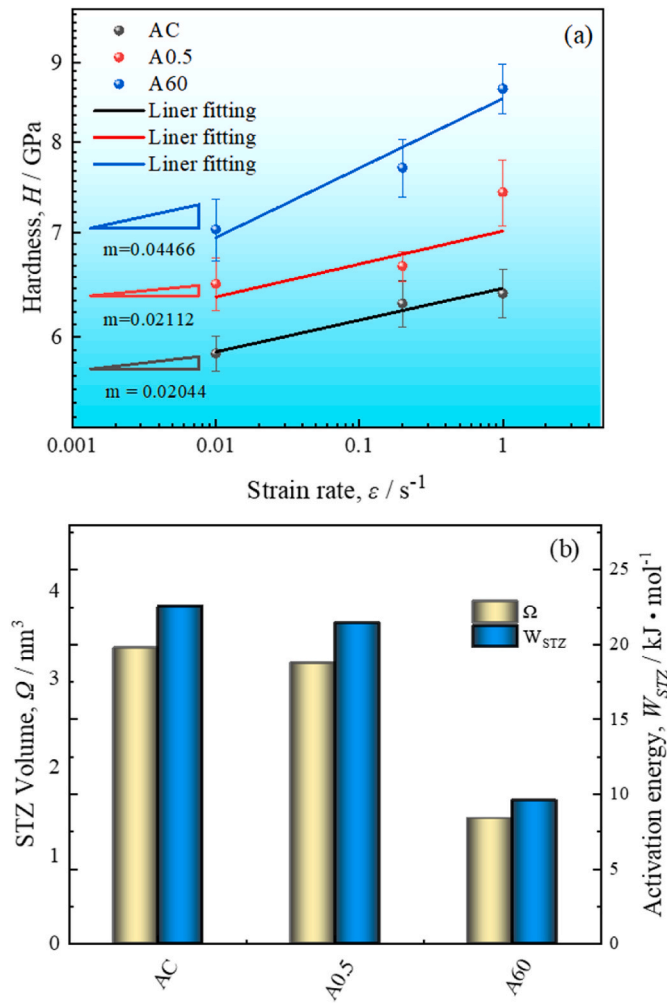 (a)
AC
A0.5
A60
Liner fitting
Liner fitting
Liner fitting
9
8
7
6
Hardness, H / GPa
m=0.04466
m=0.02112
m = 0.02044
0.001 0.01 0.1 1
Strain rate, ε / s⁻¹
(b)
Ω
W_STZ
4
3
2
1
0
STZ Volume, Ω / nm³
25
20
15
10
5
0
Activation energy, W_STZ / kJ • mol⁻¹
AC A0.5 A60